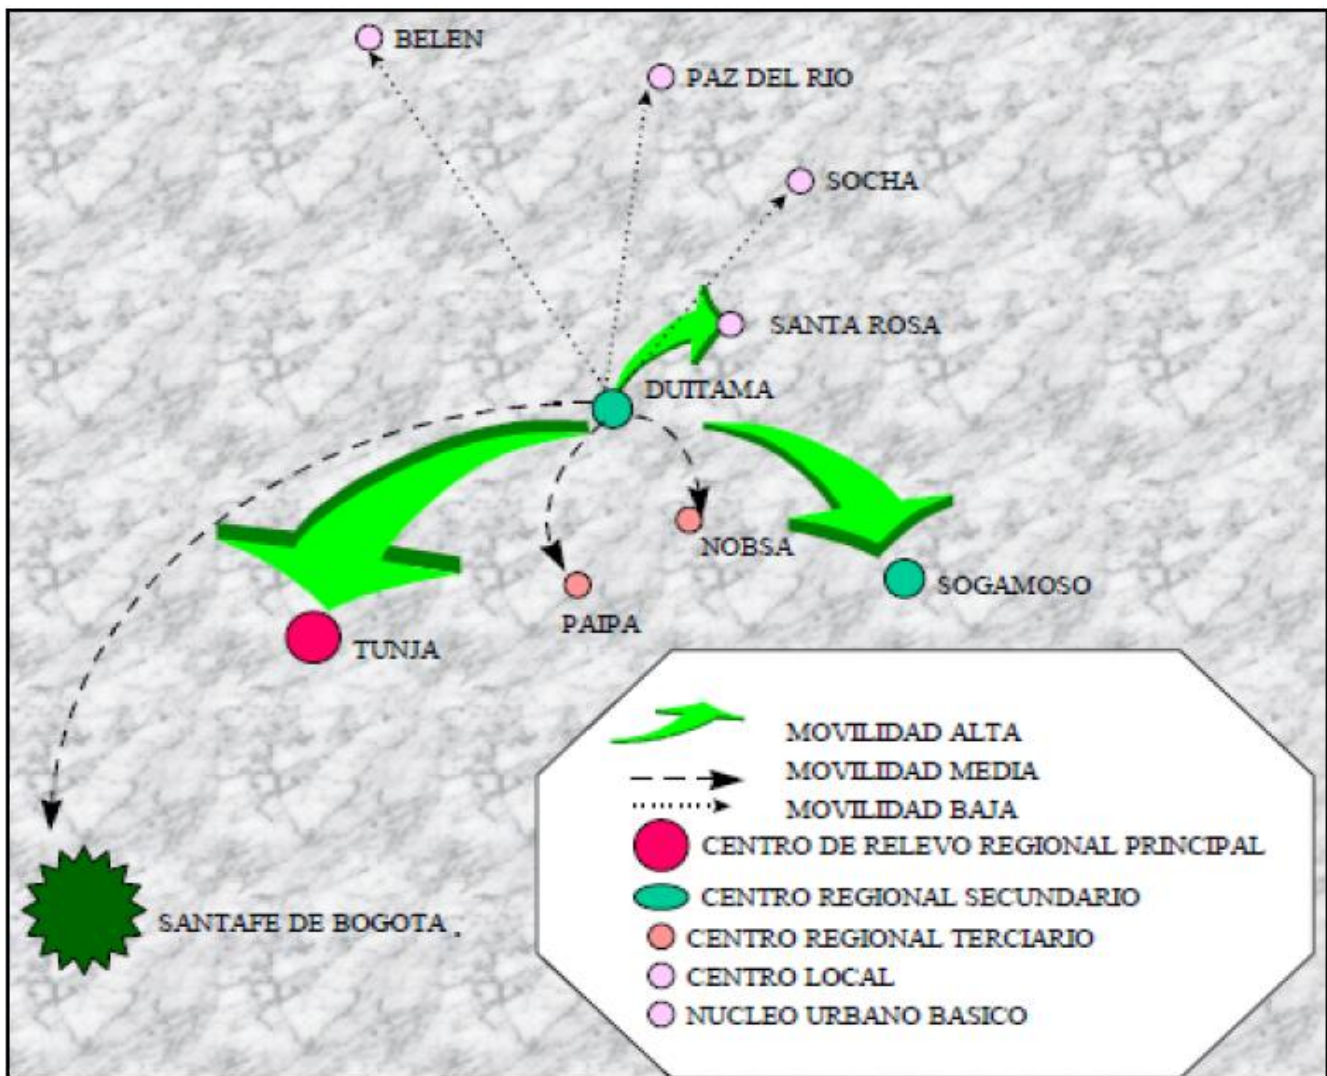 BELEN
PAZ DEL RIO
SOCHA
SANTA ROSA
DUITAMA
NOBSA
SOGAMOSO
PAIPA
TUNJA
MOVILIDAD ALTA
MOVILIDAD MEDIA
MOVILIDAD BAJA
CENTRO DE RELEVO REGIONAL PRINCIPAL
CENTRO REGIONAL SECUNDARIO
SANTAFE DE BOGOTA .
CENTRO REGIONAL TERCIARIO
CENTRO LOCAL
NUCLEO URBANO BASICO